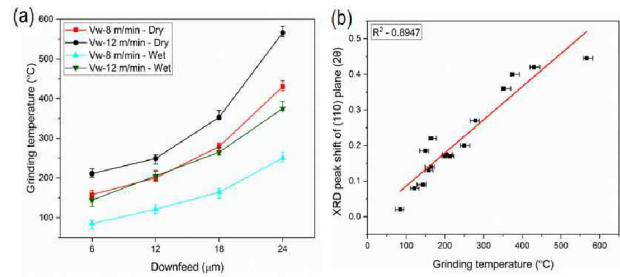 (a)
Vw-8 m/min - Dry
Vw-12 m/min - Dry
Vw-8 m/min - Wet
Vw-12 m/min - Wet
600
500
400
300
200
100
Grinding temperature (°C)
6 12 18 24
Downfeed (µm)
(b)
R² - 0.8947
0.5
0.4
0.3
0.2
0.1
0.0
XRD peak shift of (110) plane (2θ)
0 100 200 300 400 500 600
Grinding temperature (°C)